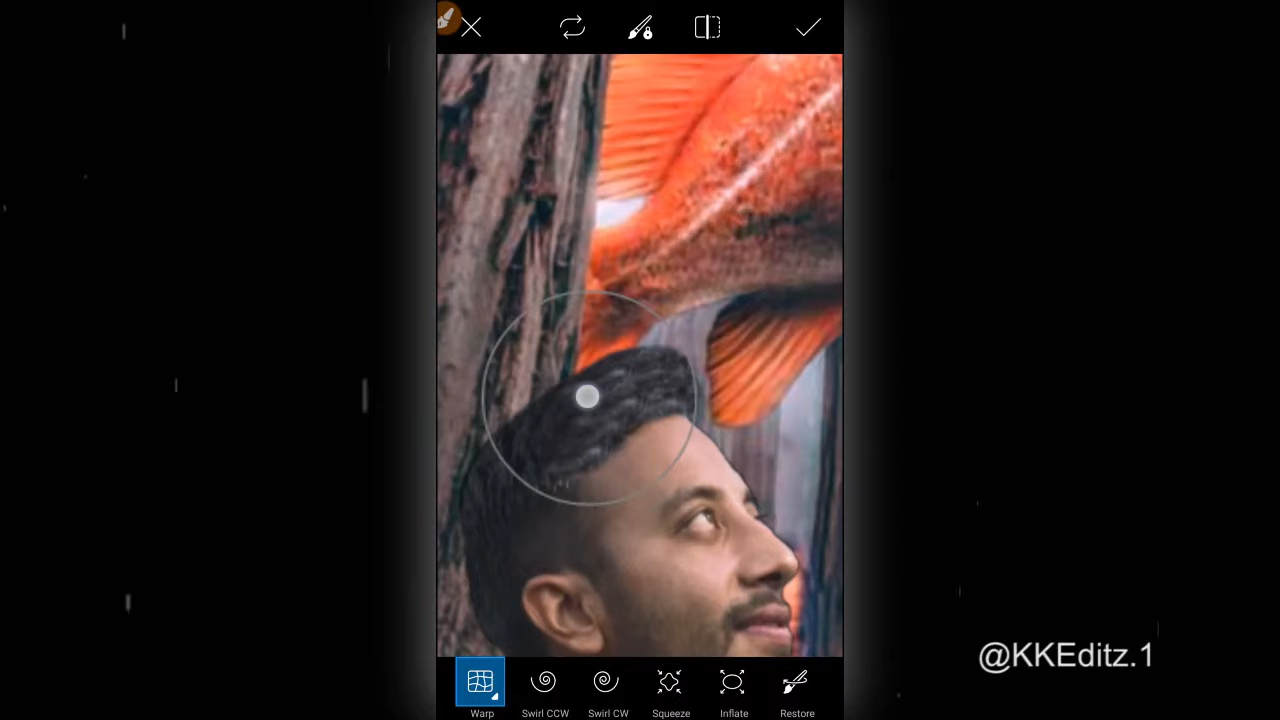 @KKEditz.1
Warp
Swirl CCW
Swirl CW
Squeeze
Inflate
Restore